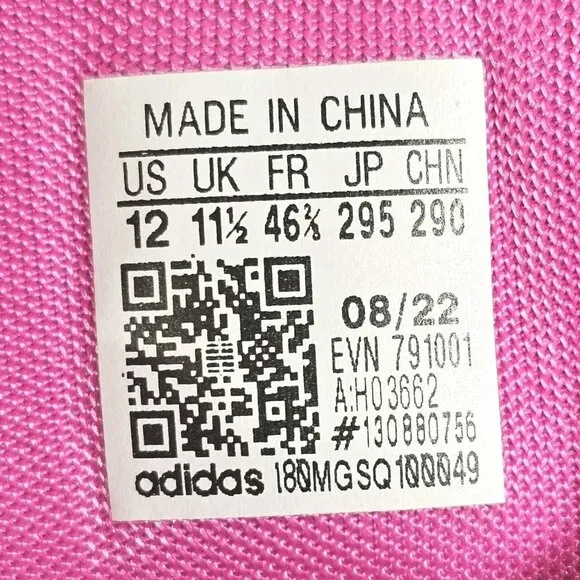 MADE IN CHINA
US UK FR JP CHN
12 11½ 46⅔ 295 290
08/22
EVN 791001
A:H03662
#130880756
adidas 180MGSQ100049